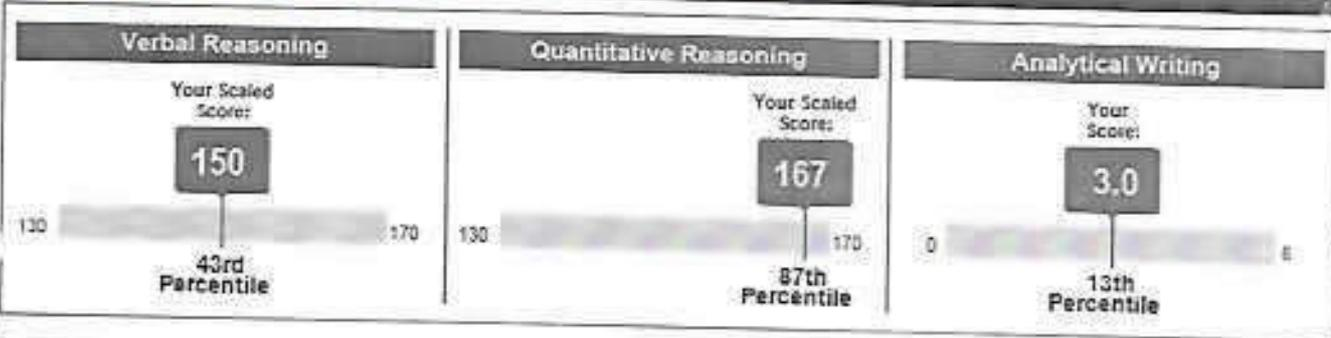 Verbal Reasoning
Your Scaled
Score:
150
130
170
43rd
Percentile
Quantitative Reasoning
Your Scaled
Score:
167
130
170
87th
Percentile
Analytical Writing
Your
Score:
3.0
0
6
13th
Percentile